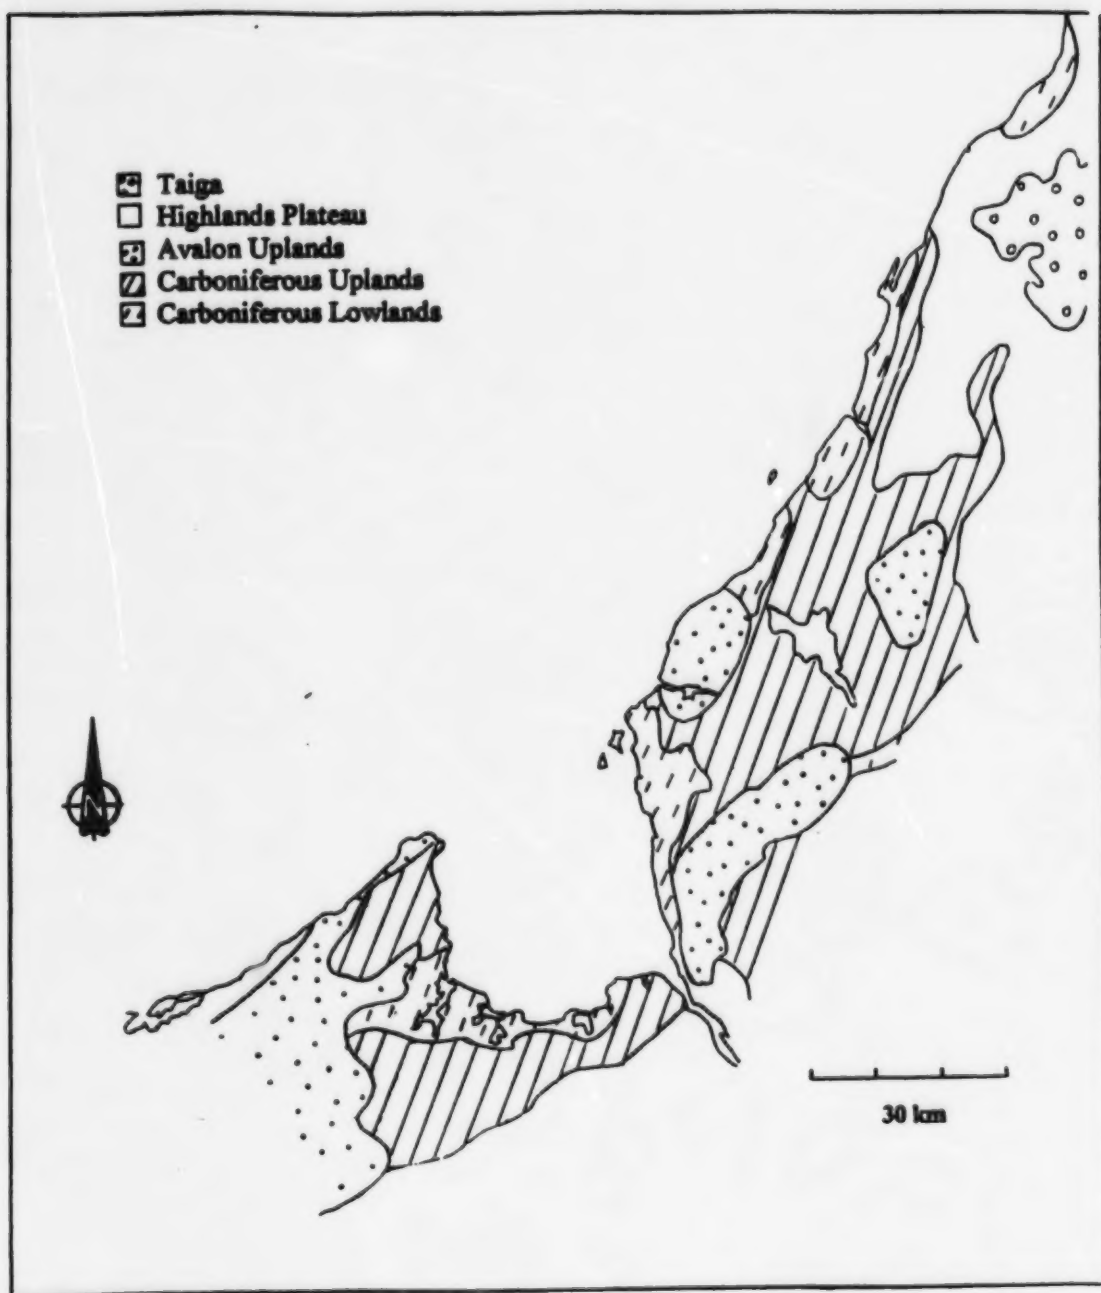 Taiga
Highlands Plateau
Avalon Uplands
Carboniferous Uplands
Carboniferous Lowlands
N
30 km